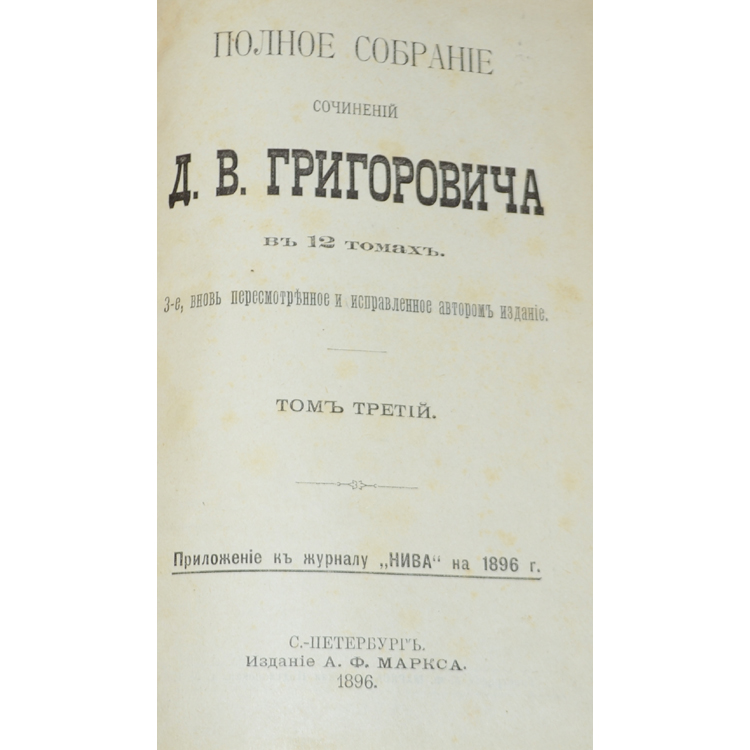 ПОЛНОЕ СОБРАНІЕ
СОЧИНЕНІЙ
Д. В. ГРИГОРОВИЧА
въ 12 томахъ.
3-е, вновь пересмотрѣнное и исправленное авторомъ изданіе.
ТОМЪ ТРЕТІЙ.
Приложеніе къ журналу „НИВА“ на 1896 г.
С.-ПЕТЕРБУРГЪ.
Изданіе А. Ф. МАРКСА.
1896.